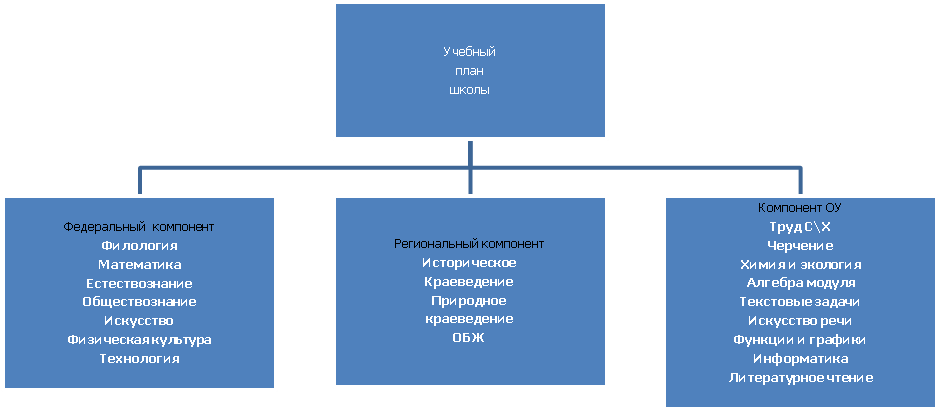 Учебный
план
школы
Федеральный компонент
Филология
Математика
Естествознание
Обществознание
Искусство
Физическая культура
Технология
Региональный компонент
Историческое
Краеведение
Природное
краеведение
ОБЖ
Компонент ОУ
Труд С\Х
Черчение
Химия и экология
Алгебра модуля
Текстовые задачи
Искусство речи
Функции и графики
Информатика
Литературное чтение